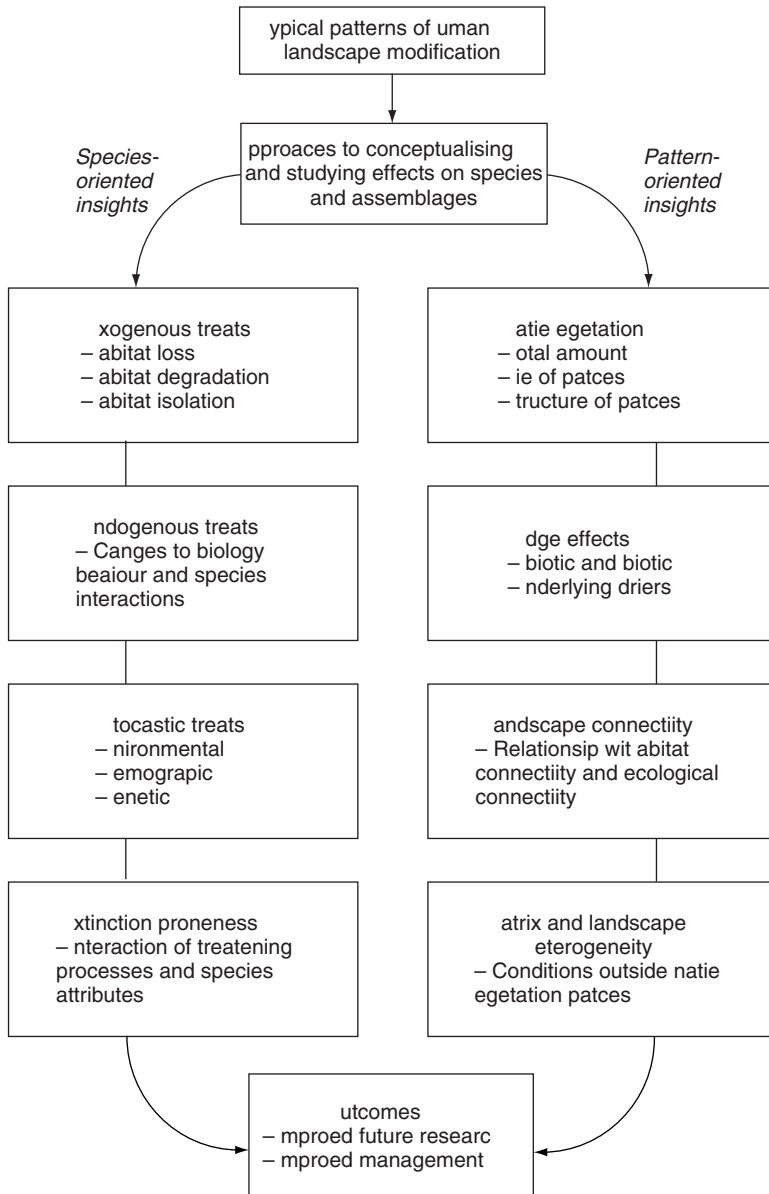 ypical patterns of uman
landscape modification
Species-
oriented
insights
pproaces to conceptualising
and studying effects on species
and assemblages
Pattern-
oriented
insights
xogenous treats
– abitat loss
– abitat degradation
– abitat isolation
ndogenous treats
– Canges to biology
beaiour and species
interactions
tocastic treats
– nironmental
– emograpic
– enetic
xtinction proneness
– nteraction of treatening
processes and species
attributes
atie egetation
– otal amount
– ie of patces
– tructure of patces
dge effects
– biotic and biotic
– nderlying driers
andscape connectiity
– Relationsip wit abitat
connectiity and ecological
connectiity
atrix and landscape
eterogeneity
– Conditions outside natie
egetation patces
utcomes
– mproed future researc
– mproed management